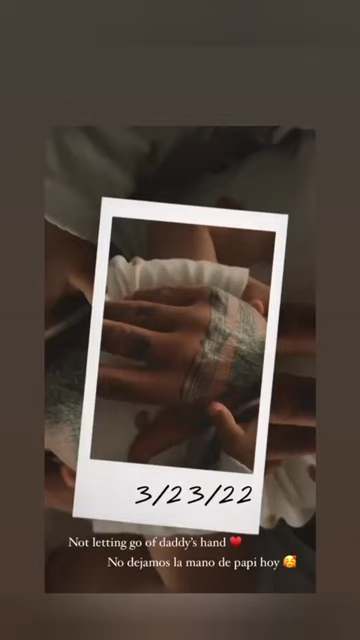 3/23/22
Not letting go of daddy's hand ❤️
No dejamos la mano de papi hoy 🥰